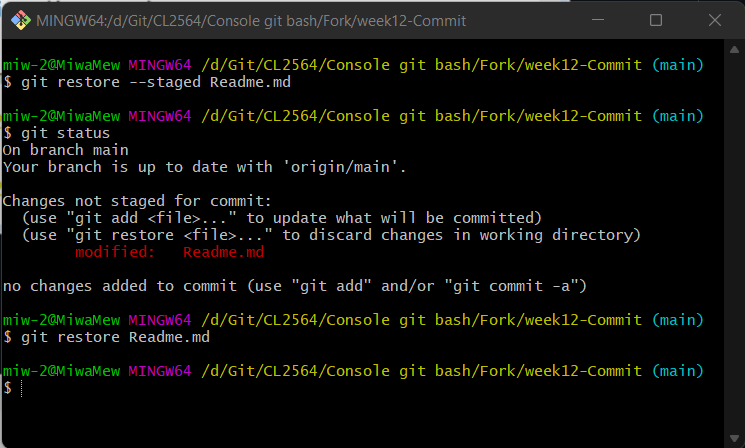 MINGW64:/d/Git/CL2564/Console git bash/Fork/week12-Commit
miw-2@MiwaMew MINGW64 /d/Git/CL2564/Console git bash/Fork/week12-Commit (main)
$ git restore --staged Readme.md
miw-2@MiwaMew MINGW64 /d/Git/CL2564/Console git bash/Fork/week12-Commit (main)
$ git status
On branch main
Your branch is up to date with 'origin/main'.
Changes not staged for commit:
  (use "git add <file>..." to update what will be committed)
  (use "git restore <file>..." to discard changes in working directory)
        modified:   Readme.md
no changes added to commit (use "git add" and/or "git commit -a")
miw-2@MiwaMew MINGW64 /d/Git/CL2564/Console git bash/Fork/week12-Commit (main)
$ git restore Readme.md
miw-2@MiwaMew MINGW64 /d/Git/CL2564/Console git bash/Fork/week12-Commit (main)
$